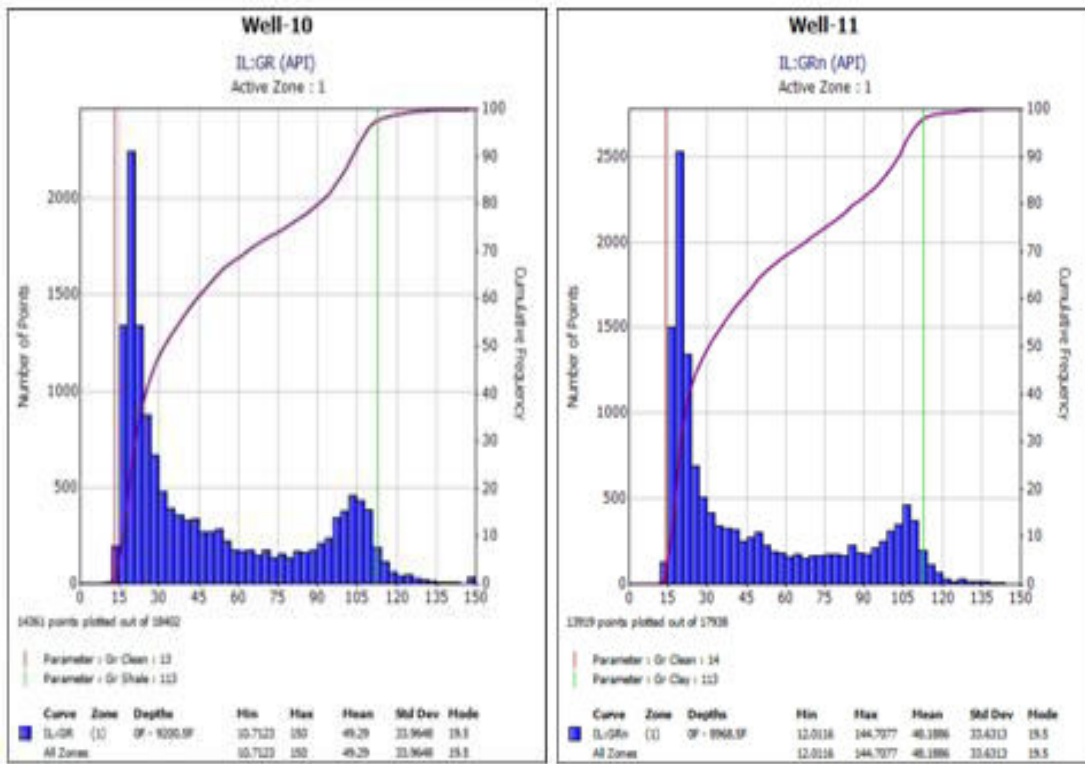 Well-10
IL:GR (API)
Active Zone : 1
Number of Points
2000
1500
1000
500
0
100
90
80
70
60
50
40
30
20
10
0
Cumulative Frequency
0 15 30 45 60 75 90 105 120 135 150
14361 points plotted out of 18402
Parameter : Gr Clean : 13
Parameter : Gr Shale : 113
Curve Zone Depths Min Max Mean Std Dev Mode
IL:GR (1) 0F - 9200.5F 10.7123 150 49.29 33.9648 19.5
All Zones 10.7123 150 49.29 33.9648 19.5
Well-11
IL:GRn (API)
Active Zone : 1
Number of Points
2500
2000
1500
1000
500
0
100
90
80
70
60
50
40
30
20
10
0
Cumulative Frequency
0 15 30 45 60 75 90 105 120 135 150
13919 points plotted out of 17938
Parameter : Gr Clean : 14
Parameter : Gr Clay : 113
Curve Zone Depths Min Max Mean Std Dev Mode
IL:GRn (1) 0F - 8968.5F 12.0116 144.7077 48.1886 33.6313 19.5
All Zones 12.0116 144.7077 48.1886 33.6313 19.5